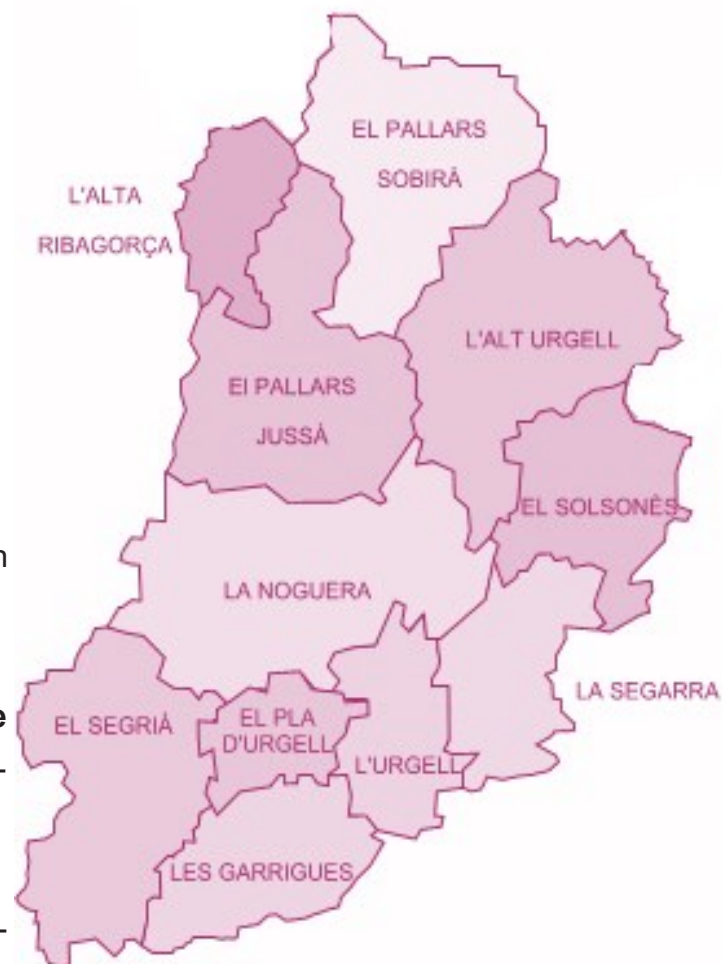 EL PALLARS
SOBIRÀ
L'ALTA
RIBAGORÇA
L'ALT URGELL
El PALLARS
JUSSÀ
EL SOLSONÈS
LA NOGUERA
LA SEGARRA
EL SEGRIÀ
EL PLA
D'URGELL
L'URGELL
LES GARRIGUES